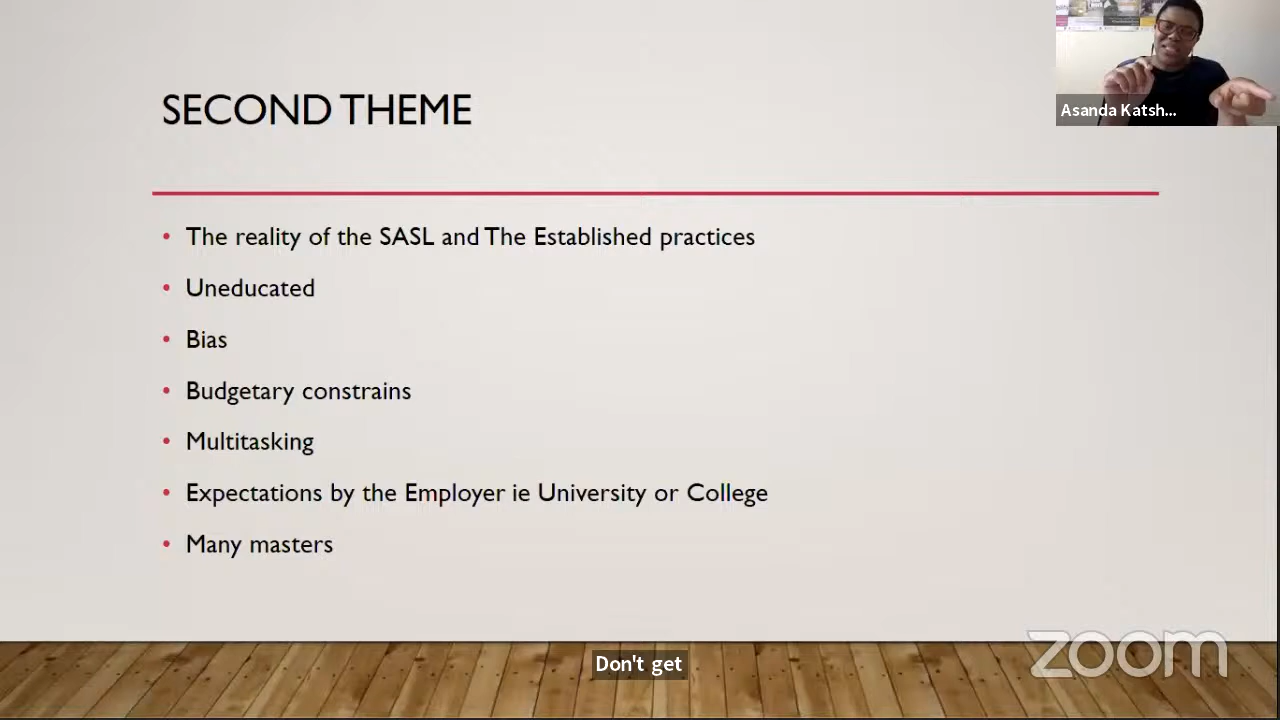 SECOND THEME
Asanda Katsh...
• The reality of the SASL and The Established practices
• Uneducated
• Bias
• Budgetary constrains
• Multitasking
• Expectations by the Employer ie University or College
• Many masters
zoom
Don't get